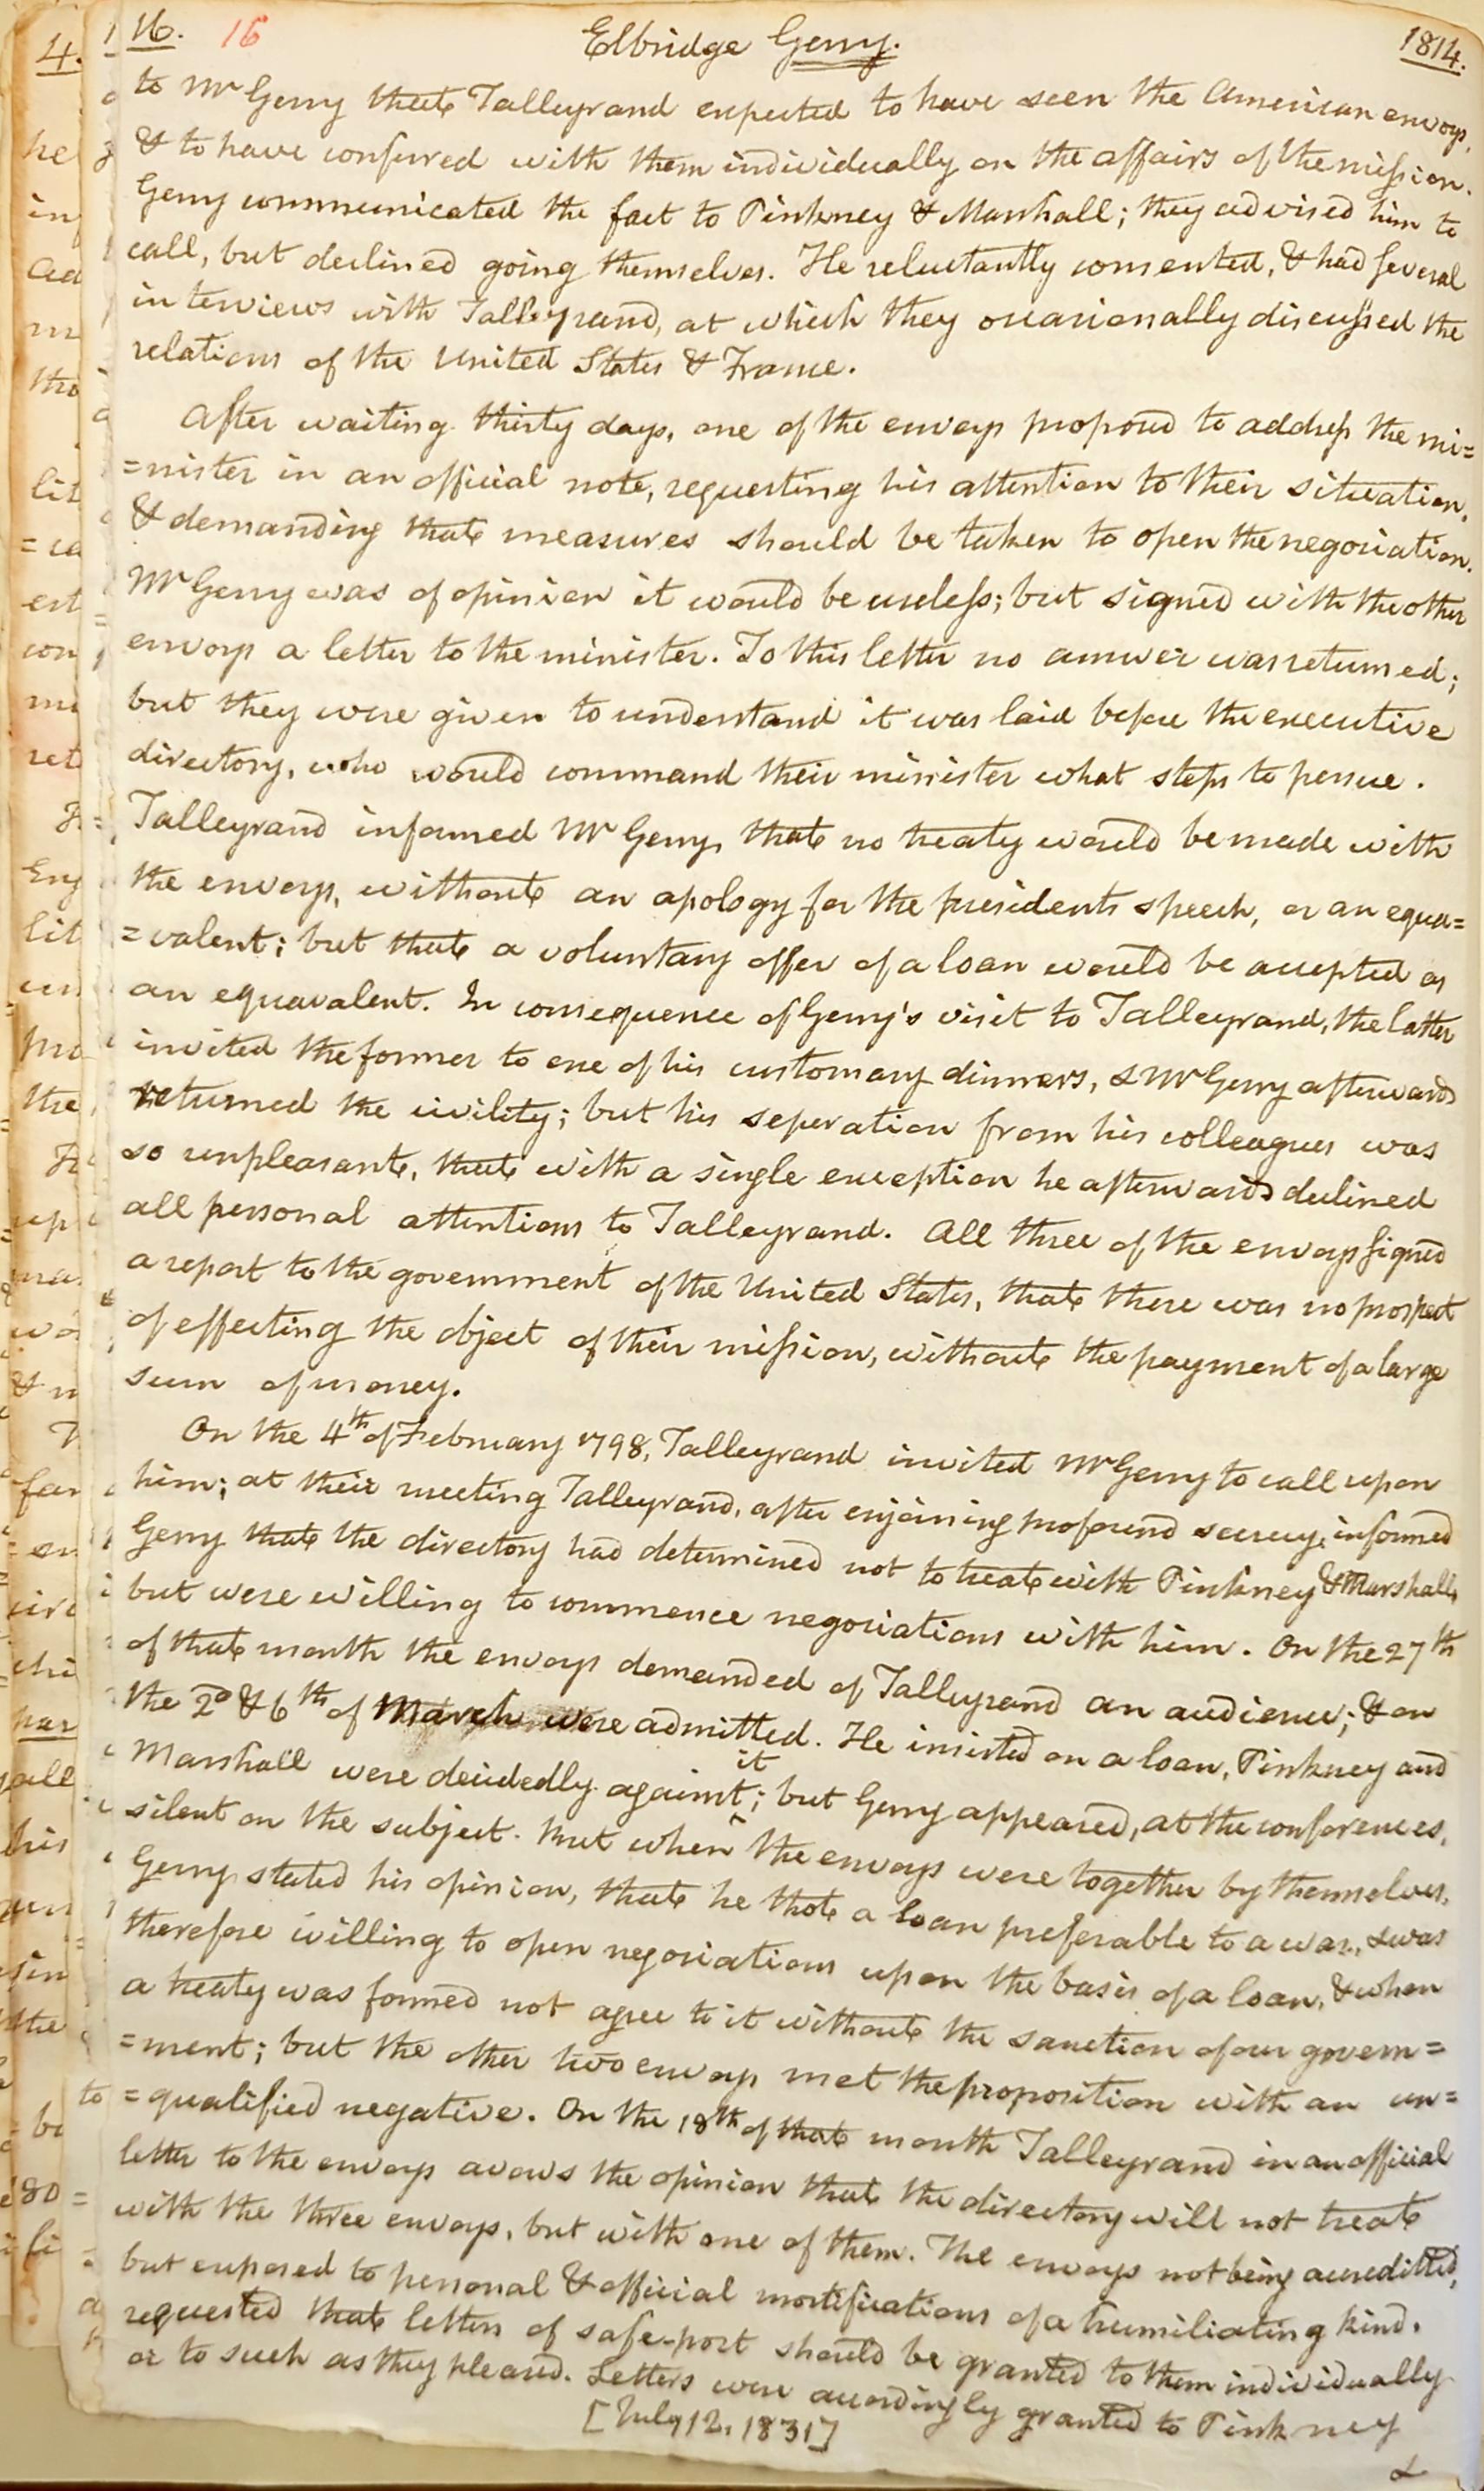 16. 16 Elbridge Gerry. 1814.
to Mr Gerry that Talleyrand expected to have seen the American envoys,
& to have confured with them individually on the affairs of the mission.
Gerry communicated the fact to Pinkney & Marshall; they advised him to
call, but declined going themselves. He reluctantly consented, & had several
interviews with Talleyrand, at which they occasionally discussed the
relations of the United States & France.
After waiting thirty days, one of the envoys proposed to address the mi=
=nister in an official note, requesting his attention to their situation,
& demanding that measures should be taken to open the negociation.
Mr Gerry was of opinion it would be useless; but signed with the other
envoys a letter to the minister. To this letter no answer was returned;
but they were given to understand it was laid before the executive
directory, who would command their minister what steps to persue.
Talleyrand informed Mr Gerry, that no treaty would be made with
the envoys, without an apology for the presidents speech, or an equa=
=valent; but that a voluntary offer of a loan would be accepted as
an equavalent. In consequence of Gerry's visit to Talleyrand, the latter
invited the former to one of his customary dinners, & Mr Gerry afterwards
returned the civility; but his seperation from his colleagues was
so unpleasant, that with a single exception he afterwards declined
all personal attentions to Talleyrand. All three of the envoys signed
a report to the government of the United States, that there was no prospect
of effecting the object of their mission, without the payment of a large
sum of money.
On the 4th of February 1798, Talleyrand invited Mr Gerry to call upon
him; at their meeting Talleyrand, after enjoining profound secrecy, informed
Gerry that the directory had determined not to treat with Pinkney & Marshall,
but were willing to commence negociations with him. On the 27th
of that month the envoys demanded of Talleyrand an audience; & on
the 2d & 6th of March were admitted. He insisted on a loan, Pinkney and
Marshall were decidedly against it; but Gerry appeared, at the conferences,
silent on the subject. But when the envoys were together by themselves,
Gerry stated his opinion, that he thot a loan preferable to a war, & was
therefore willing to open negociations upon the basis of a loan, & when
a treaty was formed not agree to it without the sanction of our govern=
=ment; but the other two envoys met the proposition with an un=
=qualified negative. On the 18th of that month Talleyrand in an official
letter to the envoys avows the opinion that the directory will not treat
with the three envoys, but with one of them. The envoys not being accreditted,
but exposed to personal & official mortifications of a humiliating kind,
requested that letters of safe-port should be granted to them individually
or to such as they pleased. Letters were accordingly granted to Pinkney
[July 12, 1831]
&